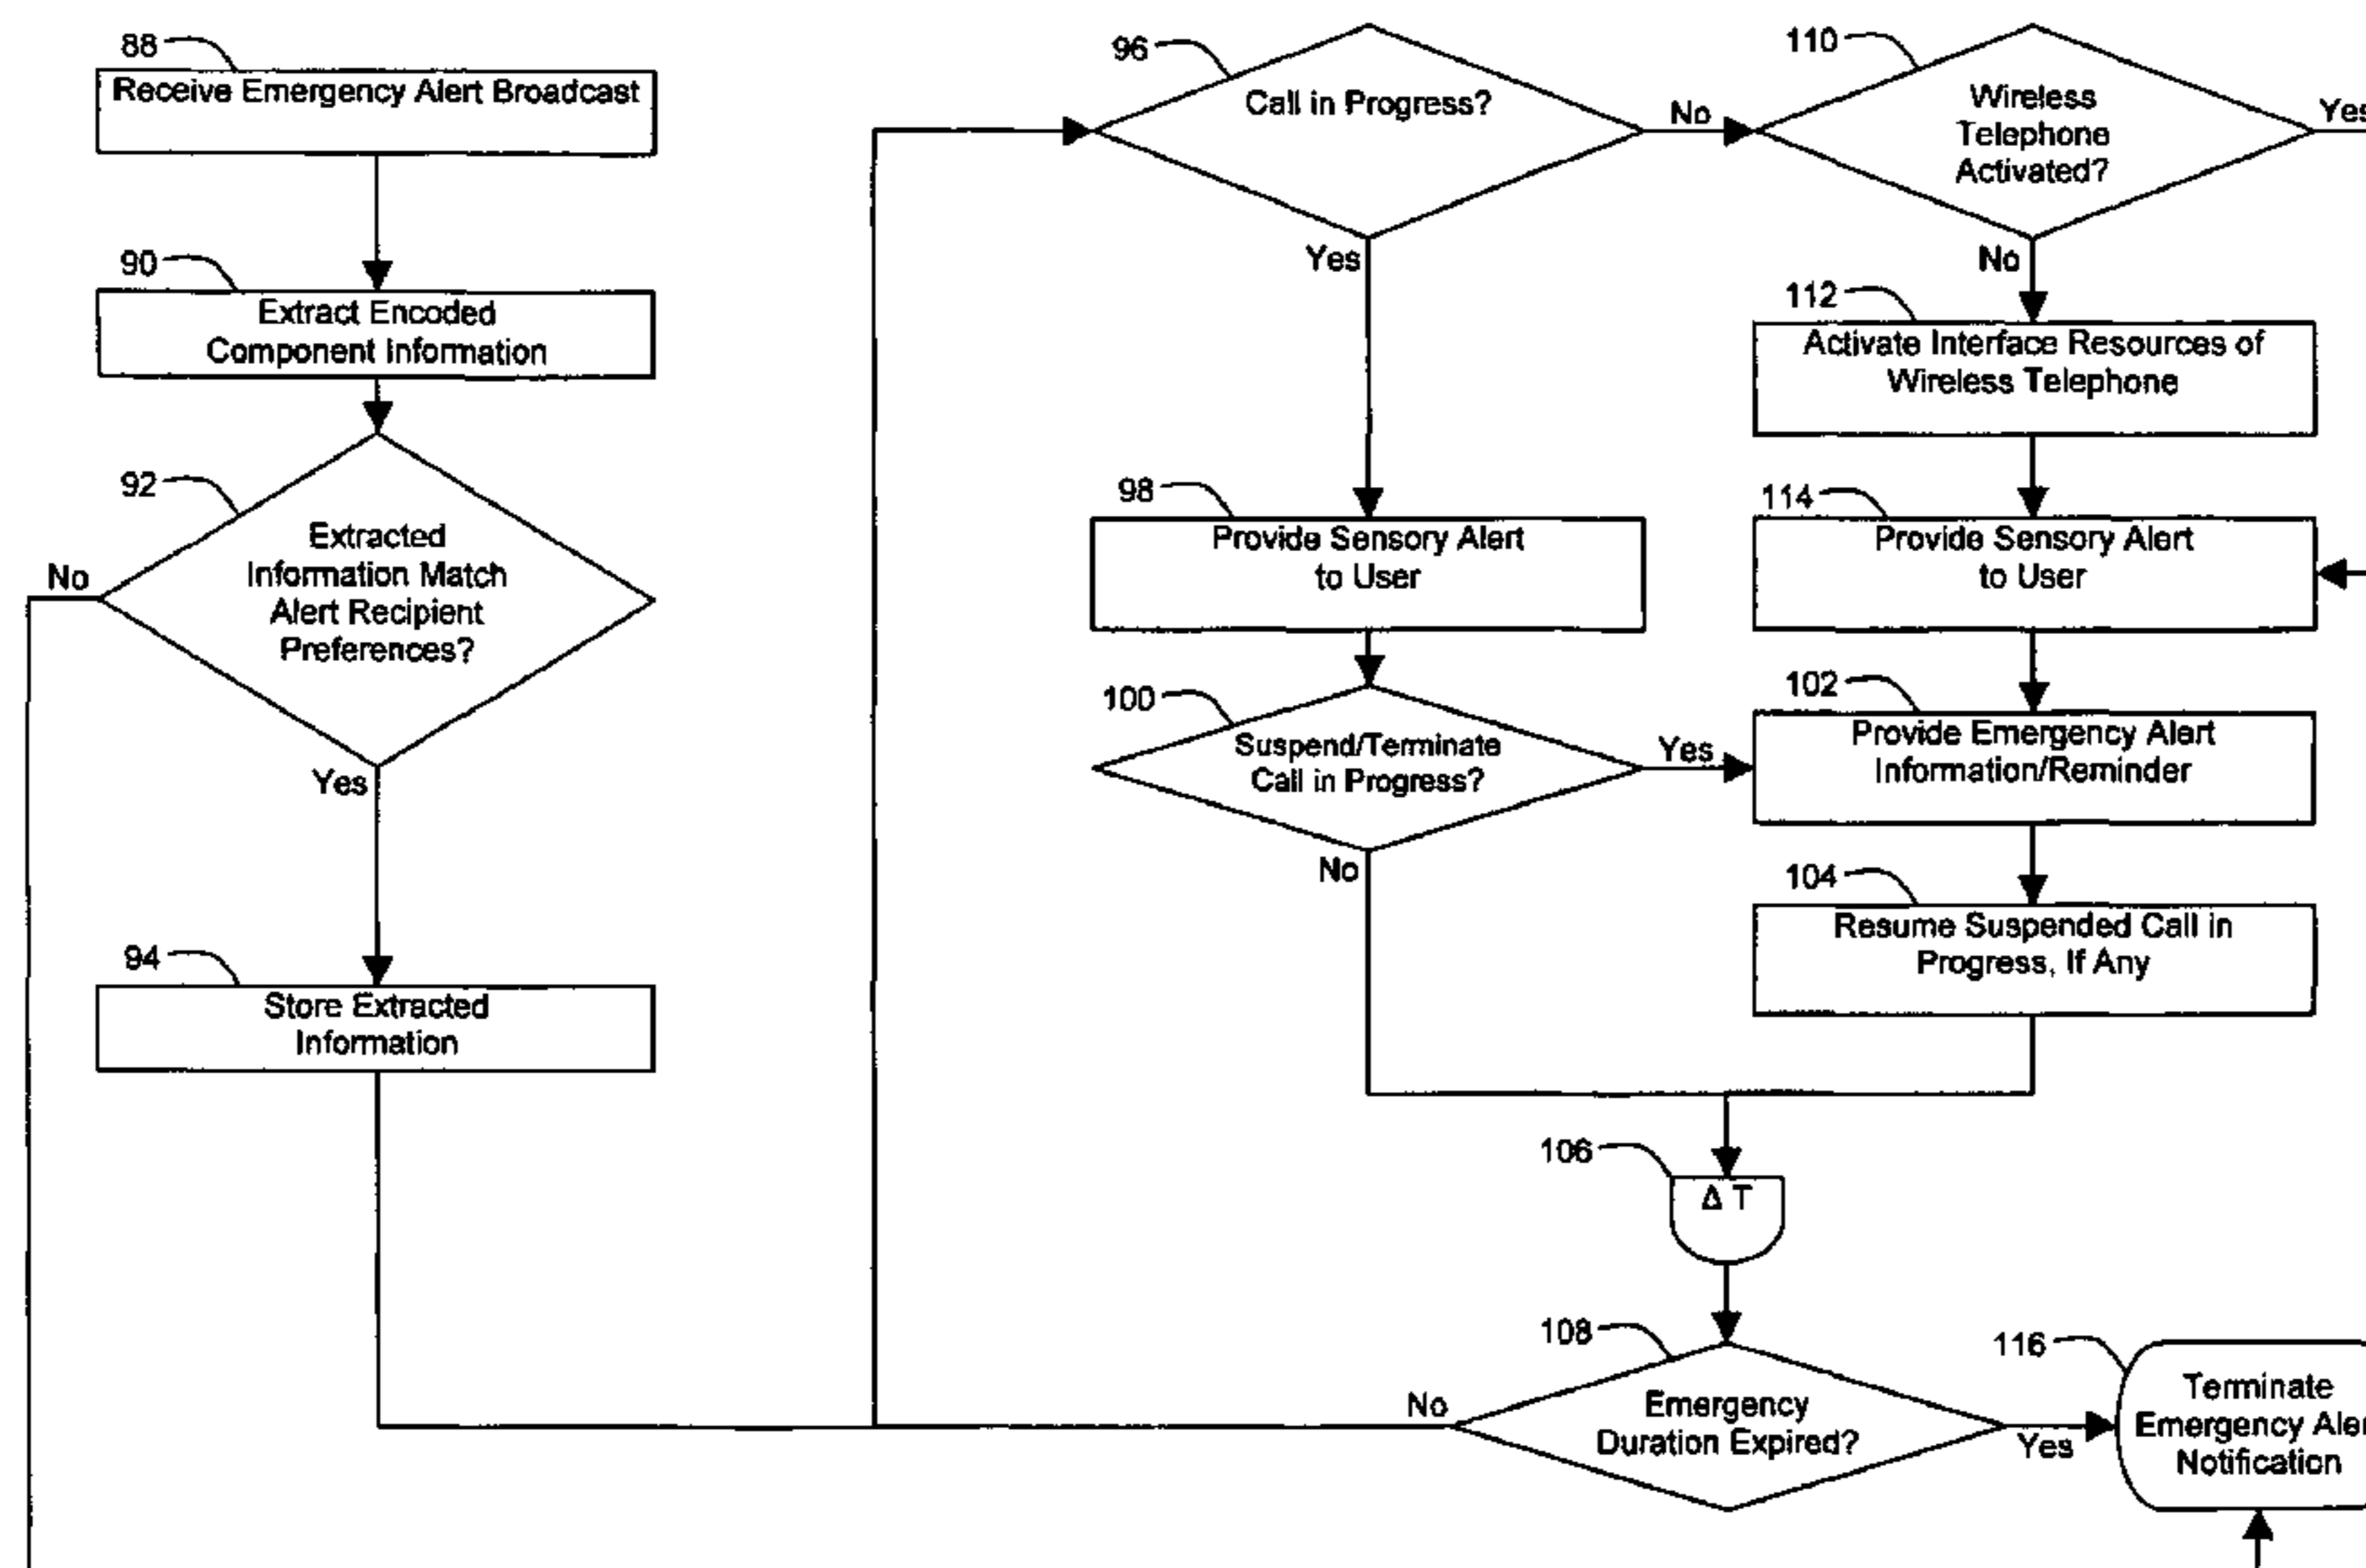 88
Receive Emergency Alert Broadcast
90
Extract Encoded
Component Information
92
Extracted
Information Match
Alert Recipient
Preferences?
No
Yes
94
Store Extracted
Information
96
Call in Progress?
No
Yes
98
Provide Sensory Alert
to User
100
Suspend/Terminate
Call in Progress?
Yes
No
110
Wireless
Telephone
Activated?
Yes
No
112
Activate Interface Resources of
Wireless Telephone
114
Provide Sensory Alert
to User
102
Provide Emergency Alert
Information/Reminder
104
Resume Suspended Call in
Progress, If Any
106
Δ T
108
Emergency
Duration Expired?
No
Yes
116
Terminate
Emergency Aler
Notification